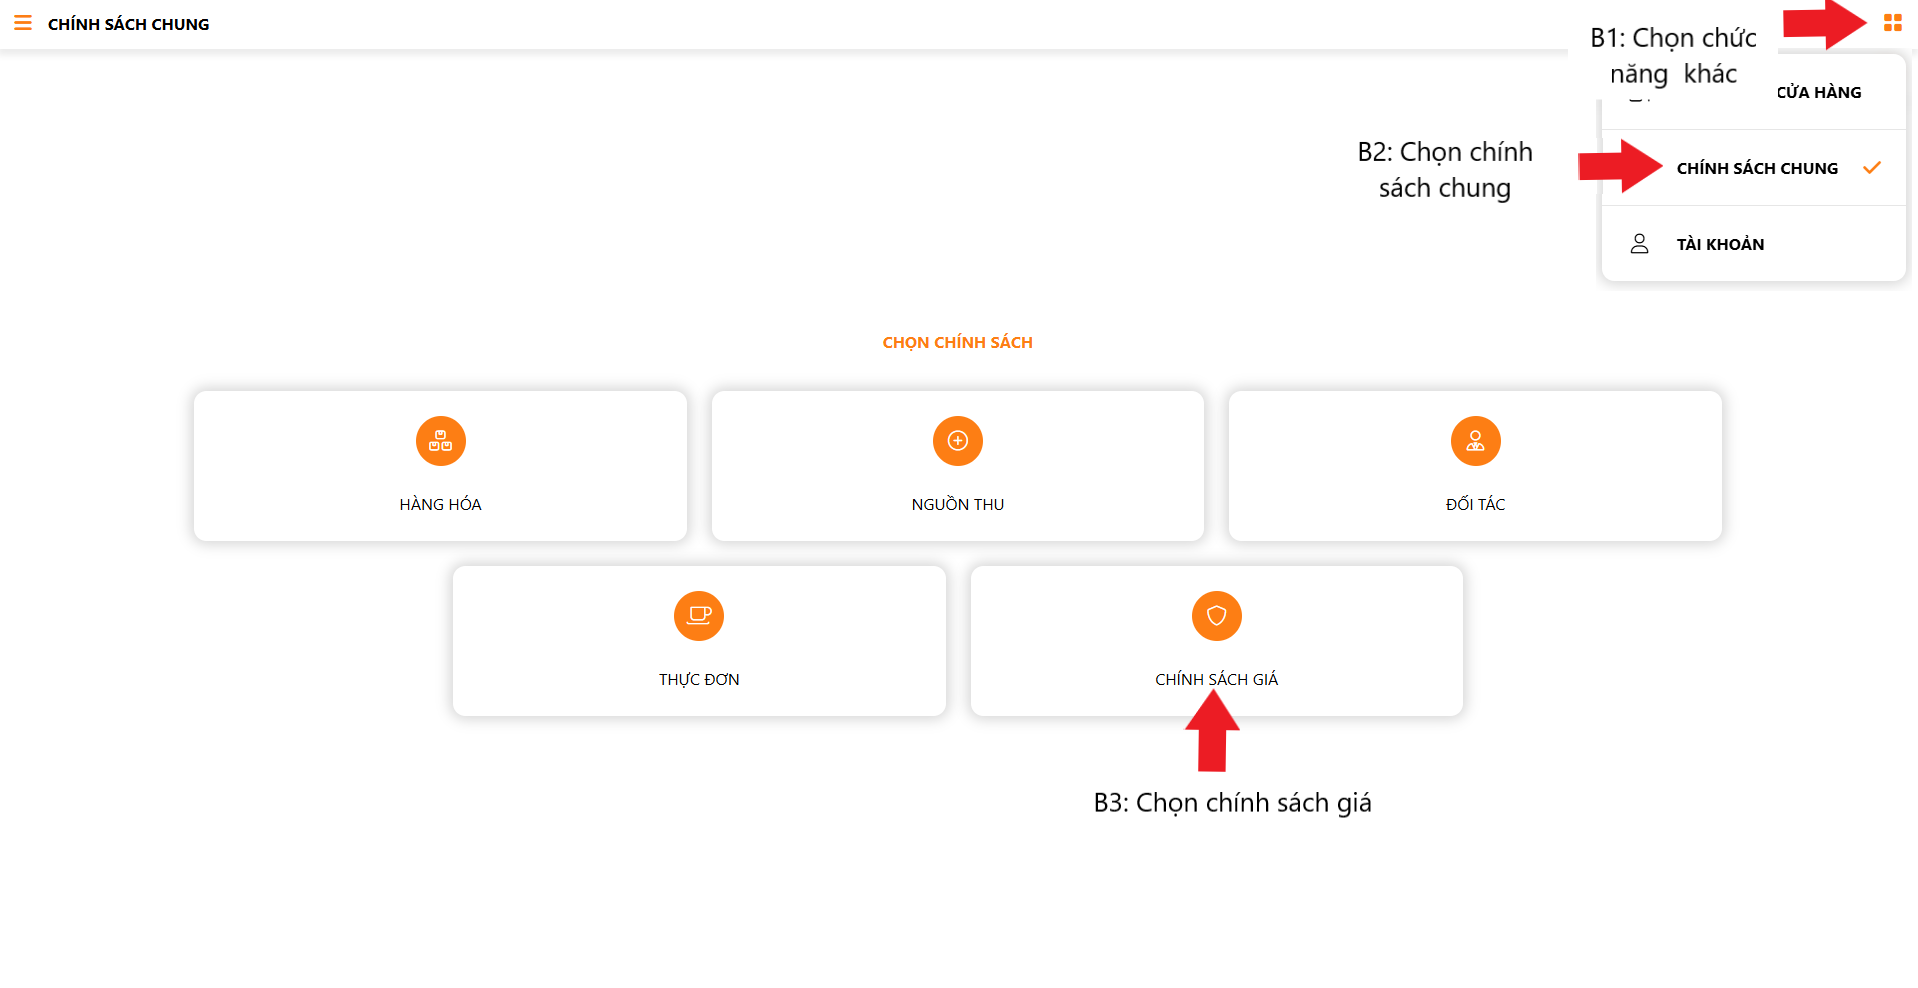 CHÍNH SÁCH CHUNG
B1: Chọn chức
năng khác
CỬA HÀNG
B2: Chọn chính
sách chung
CHÍNH SÁCH CHUNG
TÀI KHOẢN
CHỌN CHÍNH SÁCH
HÀNG HÓA
NGUỒN THU
ĐỐI TÁC
THỰC ĐƠN
CHÍNH SÁCH GIÁ
B3: Chọn chính sách giá